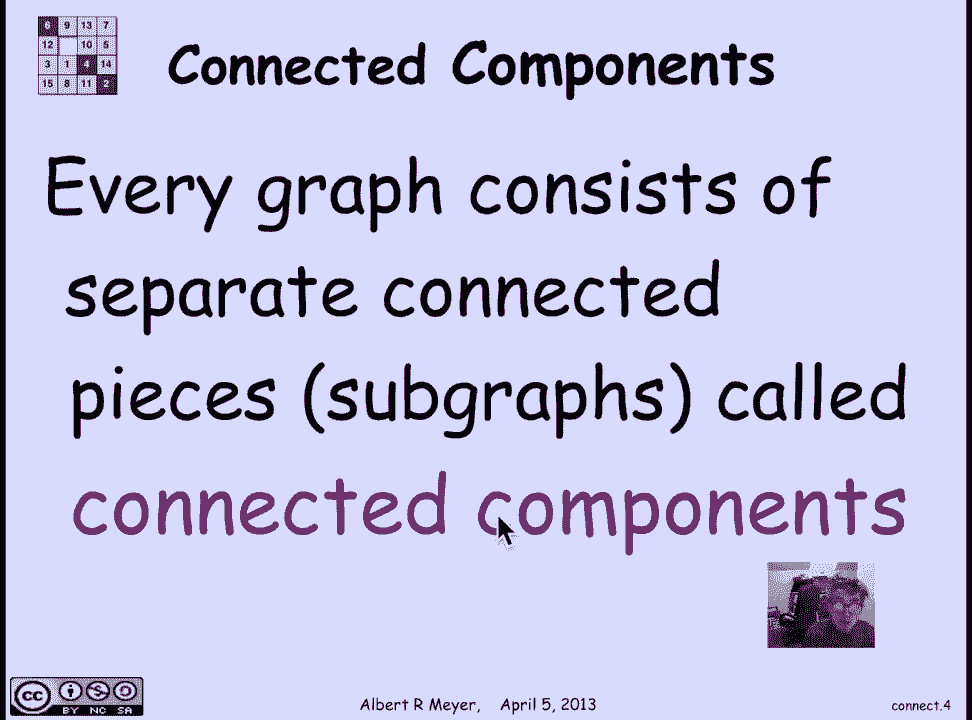 6 9 13 7
12 10 5
3 1 4 14
15 8 11 2
Connected Components
Every graph consists of
separate connected
pieces (subgraphs) called
connected components
cc
BY NC SA
Albert R Meyer, April 5, 2013
connect.4